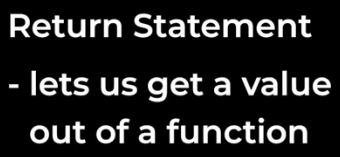 Return Statement
- lets us get a value
out of a function